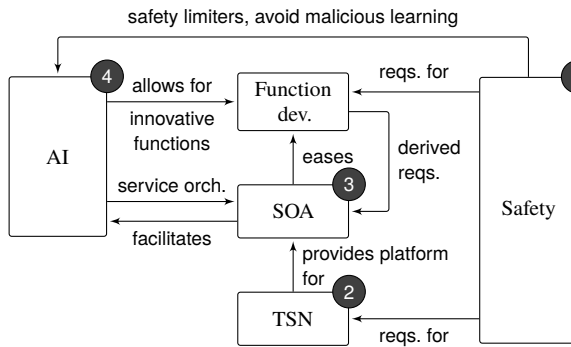 safety limiters, avoid malicious learning
4
allows for
innovative
functions
Function
dev.
reqs. for
AI
eases
derived
reqs.
service orch.
3
SOA
Safety
facilitates
provides platform
for
2
TSN
reqs. for